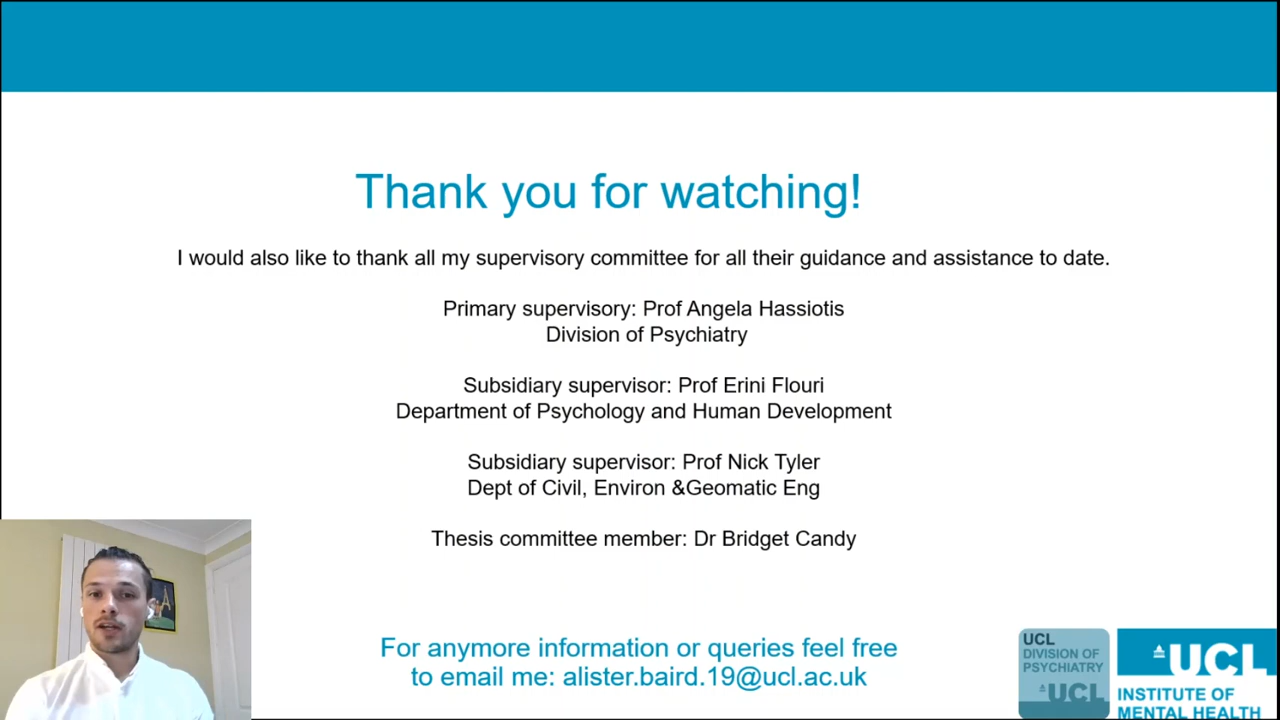 Thank you for watching!
I would also like to thank all my supervisory committee for all their guidance and assistance to date.
Primary supervisory: Prof Angela Hassiotis
Division of Psychiatry
Subsidiary supervisor: Prof Erini Flouri
Department of Psychology and Human Development
Subsidiary supervisor: Prof Nick Tyler
Dept of Civil, Environ &Geomatic Eng
Thesis committee member: Dr Bridget Candy
For anymore information or queries feel free
to email me: alister.baird.19@ucl.ac.uk
UCL
DIVISION OF
PSYCHIATRY
UCL
UCL
INSTITUTE OF
MENTAL HEALTH